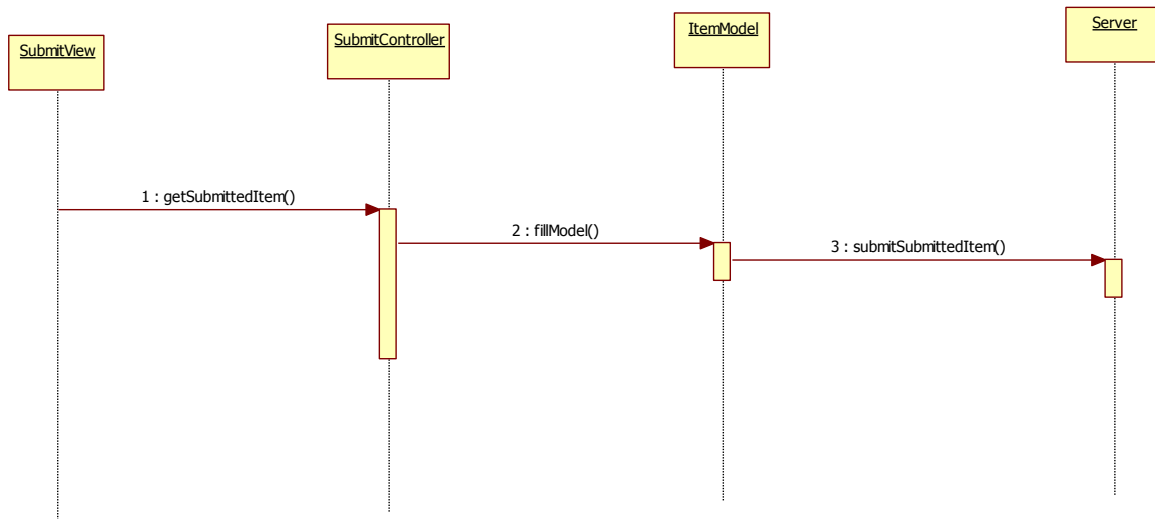 SubmitView
SubmitController
ItemModel
Server
1 : getSubmittedItem()
2 : fillModel()
3 : submitSubmittedItem()